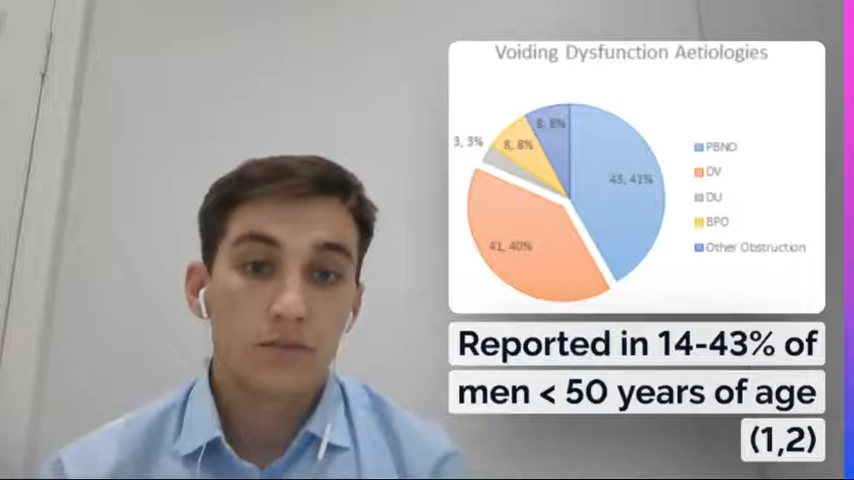 Voiding Dysfunction Aetiologies
8, 8%
3, 3%
8, 8%
43, 41%
41, 40%
PBNO
DV
DU
BPO
Other Obstruction
Reported in 14-43% of
men < 50 years of age
(1,2)